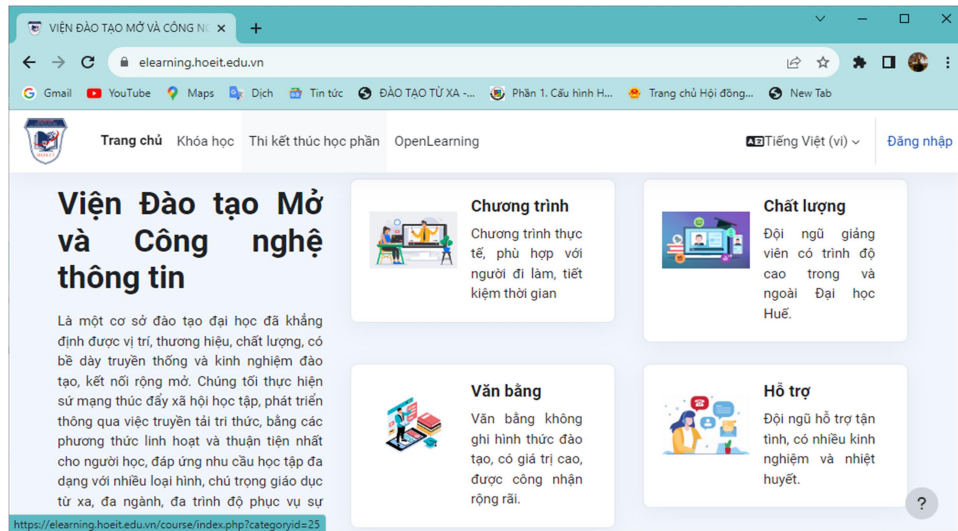 VIỆN ĐÀO TẠO MỞ VÀ CÔNG N
elearning.hoeit.edu.vn
Gmail YouTube Maps Dịch Tin tức ĐÀO TẠO TỪ XA -... Phần 1. Cấu hình H... Trang chủ Hội đồng... New Tab
Trang chủ Khóa học Thi kết thúc học phần OpenLearning Tiếng Việt (vi) Đăng nhập
Viện Đào tạo Mở
và Công nghệ
thông tin
Là một cơ sở đào tạo đại học đã khẳng
định được vị trí, thương hiệu, chất lượng, có
bề dày truyền thống và kinh nghiệm đào
tạo, kết nối rộng mở. Chúng tối thực hiện
sứ mạng thúc đẩy xã hội học tập, phát triển
thông qua việc truyền tải tri thức, bằng các
phương thức linh hoạt và thuận tiện nhất
cho người học, đáp ứng nhu cầu học tập đa
dạng với nhiều loại hình, chú trọng giáo dục
từ xa, đa ngành, đa trình độ phục vụ sự
Chương trình
Chương trình thực
tế, phù hợp với
người đi làm, tiết
kiệm thời gian
Chất lượng
Đội ngũ giảng
viên có trình độ
cao trong và
ngoài Đại học
Huế.
Văn bằng
Văn bằng không
ghi hình thức đào
tạo, có giá trị cao,
được công nhận
rộng rãi.
Hỗ trợ
Đội ngũ hỗ trợ tận
tình, có nhiều kinh
nghiệm và nhiệt
huyết.
?
https://elearning.hoeit.edu.vn/course/index.php?categoryid=25